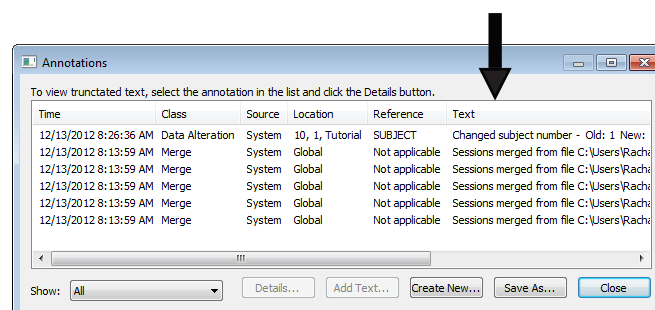 Annotations
To view trunctated text, select the annotation in the list and click the Details button.
Time Class Source Location Reference Text
12/13/2012 8:26:36 AM Data Alteration System 10, 1, Tutorial SUBJECT Changed subject number - Old: 1 New:
12/13/2012 8:13:59 AM Merge System Global Not applicable Sessions merged from file C:\Users\Racha
12/13/2012 8:13:59 AM Merge System Global Not applicable Sessions merged from file C:\Users\Racha
12/13/2012 8:13:59 AM Merge System Global Not applicable Sessions merged from file C:\Users\Racha
12/13/2012 8:13:59 AM Merge System Global Not applicable Sessions merged from file C:\Users\Racha
12/13/2012 8:13:59 AM Merge System Global Not applicable Sessions merged from file C:\Users\Racha
Show: All Details... Add Text... Create New... Save As... Close